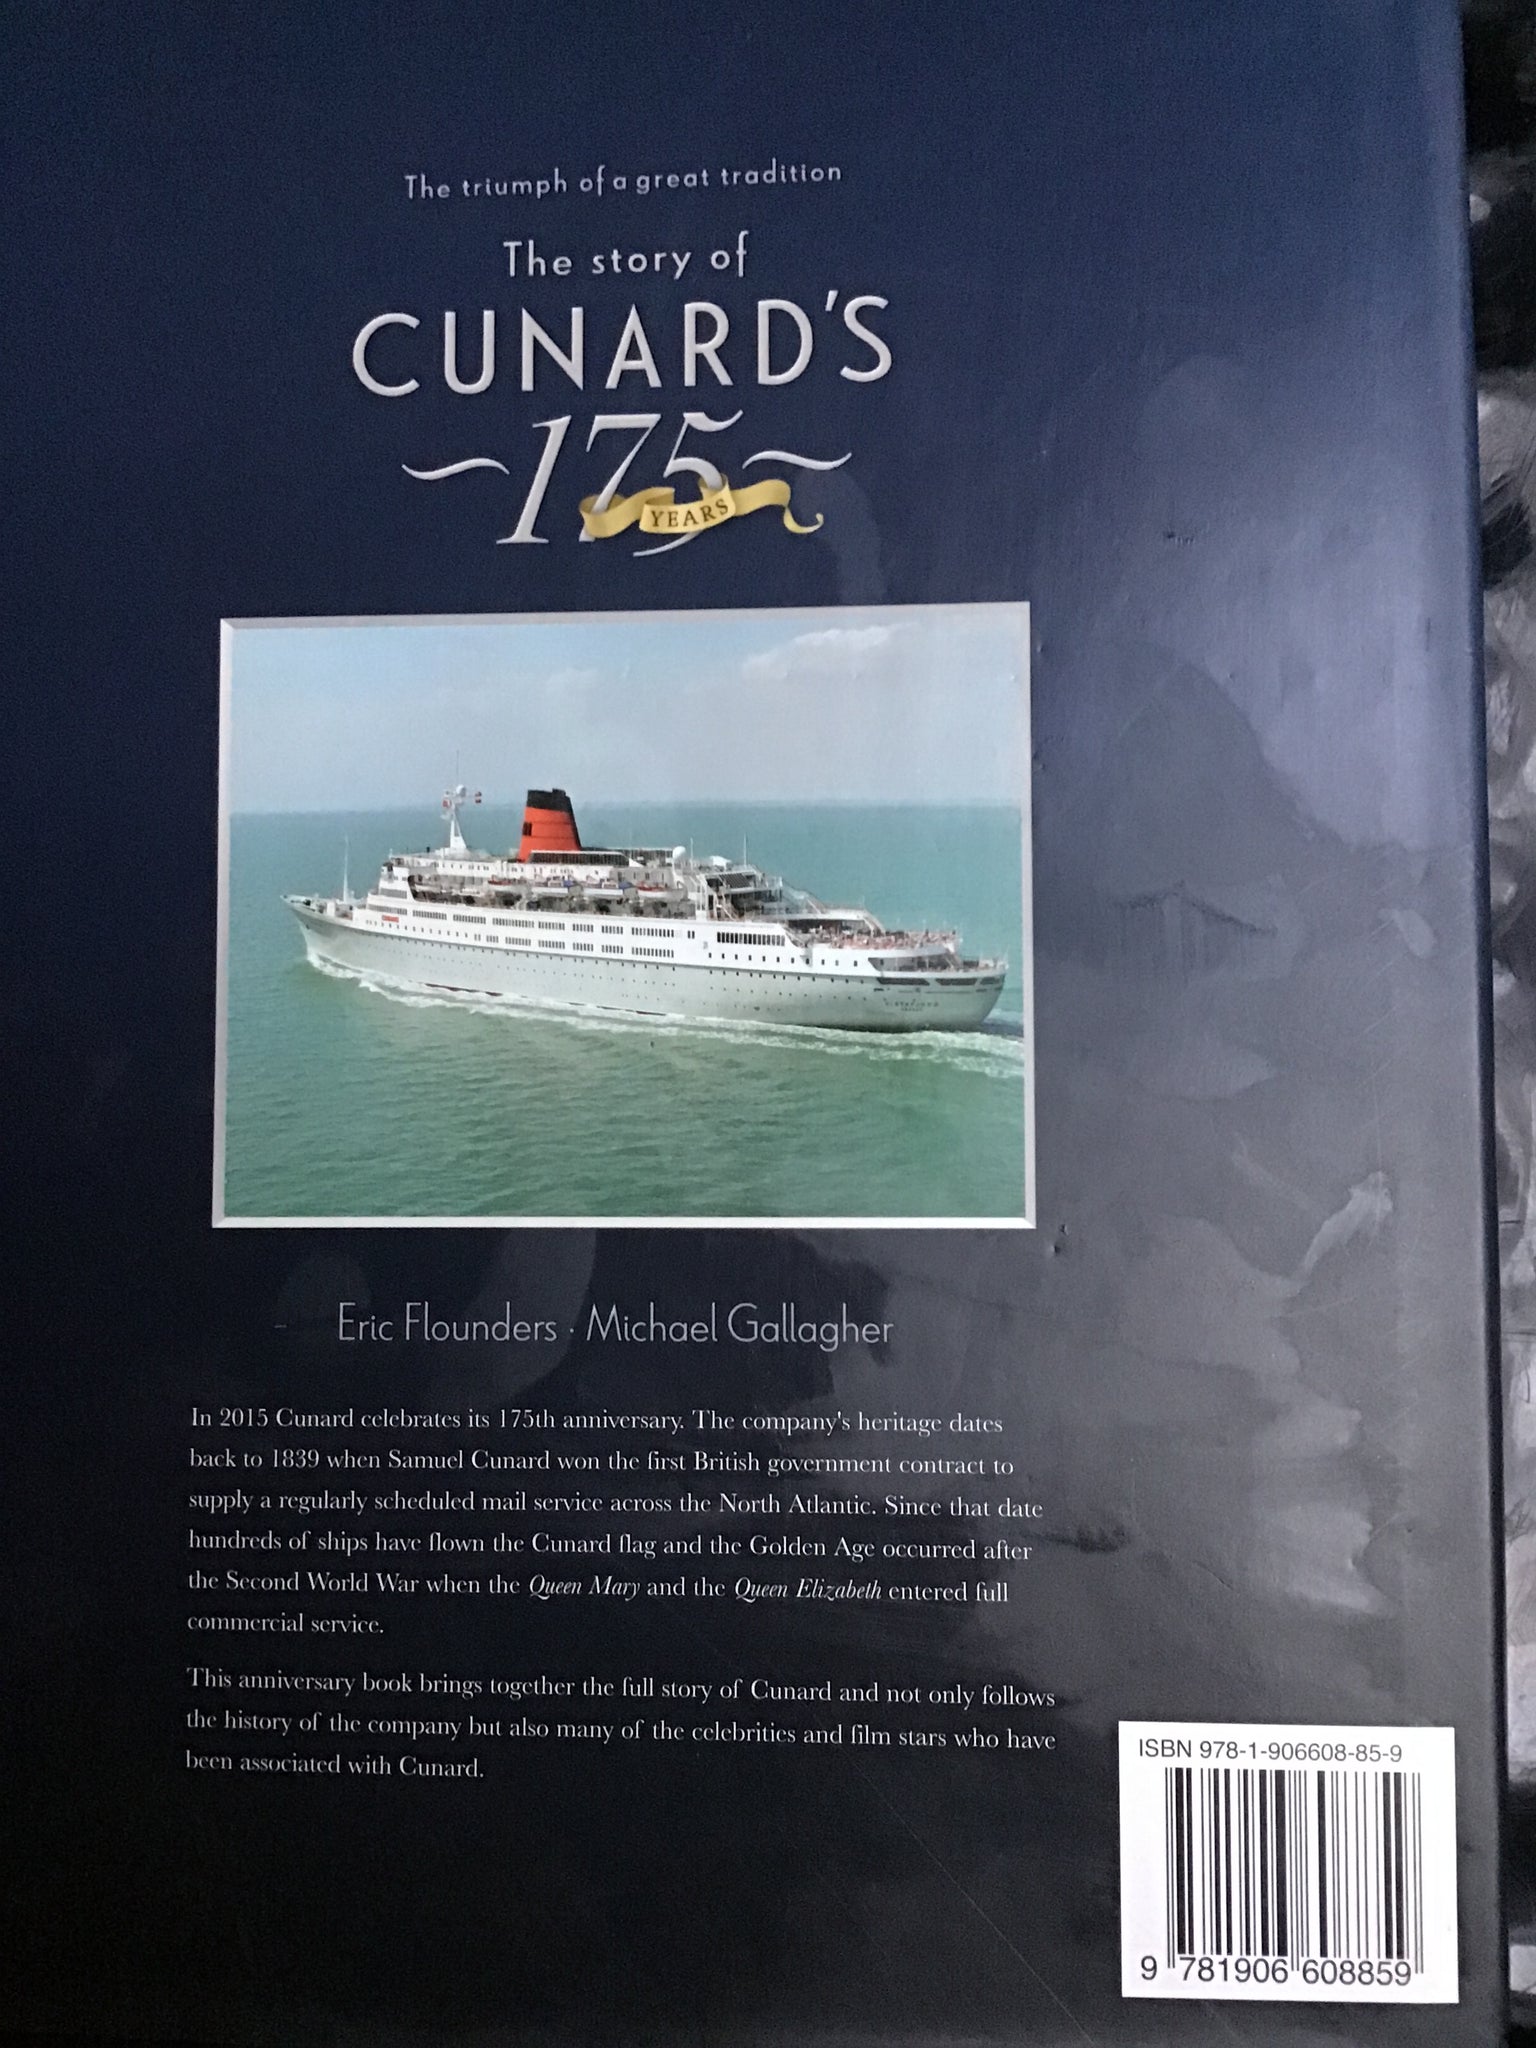 The triumph of a great tradition
The story of
CUNARD'S
175
YEARS
Eric Flounders · Michael Gallagher
In 2015 Cunard celebrates its 175th anniversary. The company's heritage dates
back to 1839 when Samuel Cunard won the first British government contract to
supply a regularly scheduled mail service across the North Atlantic. Since that date
hundreds of ships have flown the Cunard flag and the Golden Age occurred after
the Second World War when the Queen Mary and the Queen Elizabeth entered full
commercial service.
This anniversary book brings together the full story of Cunard and not only follows
the history of the company but also many of the celebrities and film stars who have
been associated with Cunard.
ISBN 978-1-906608-85-9
9 781906 608859